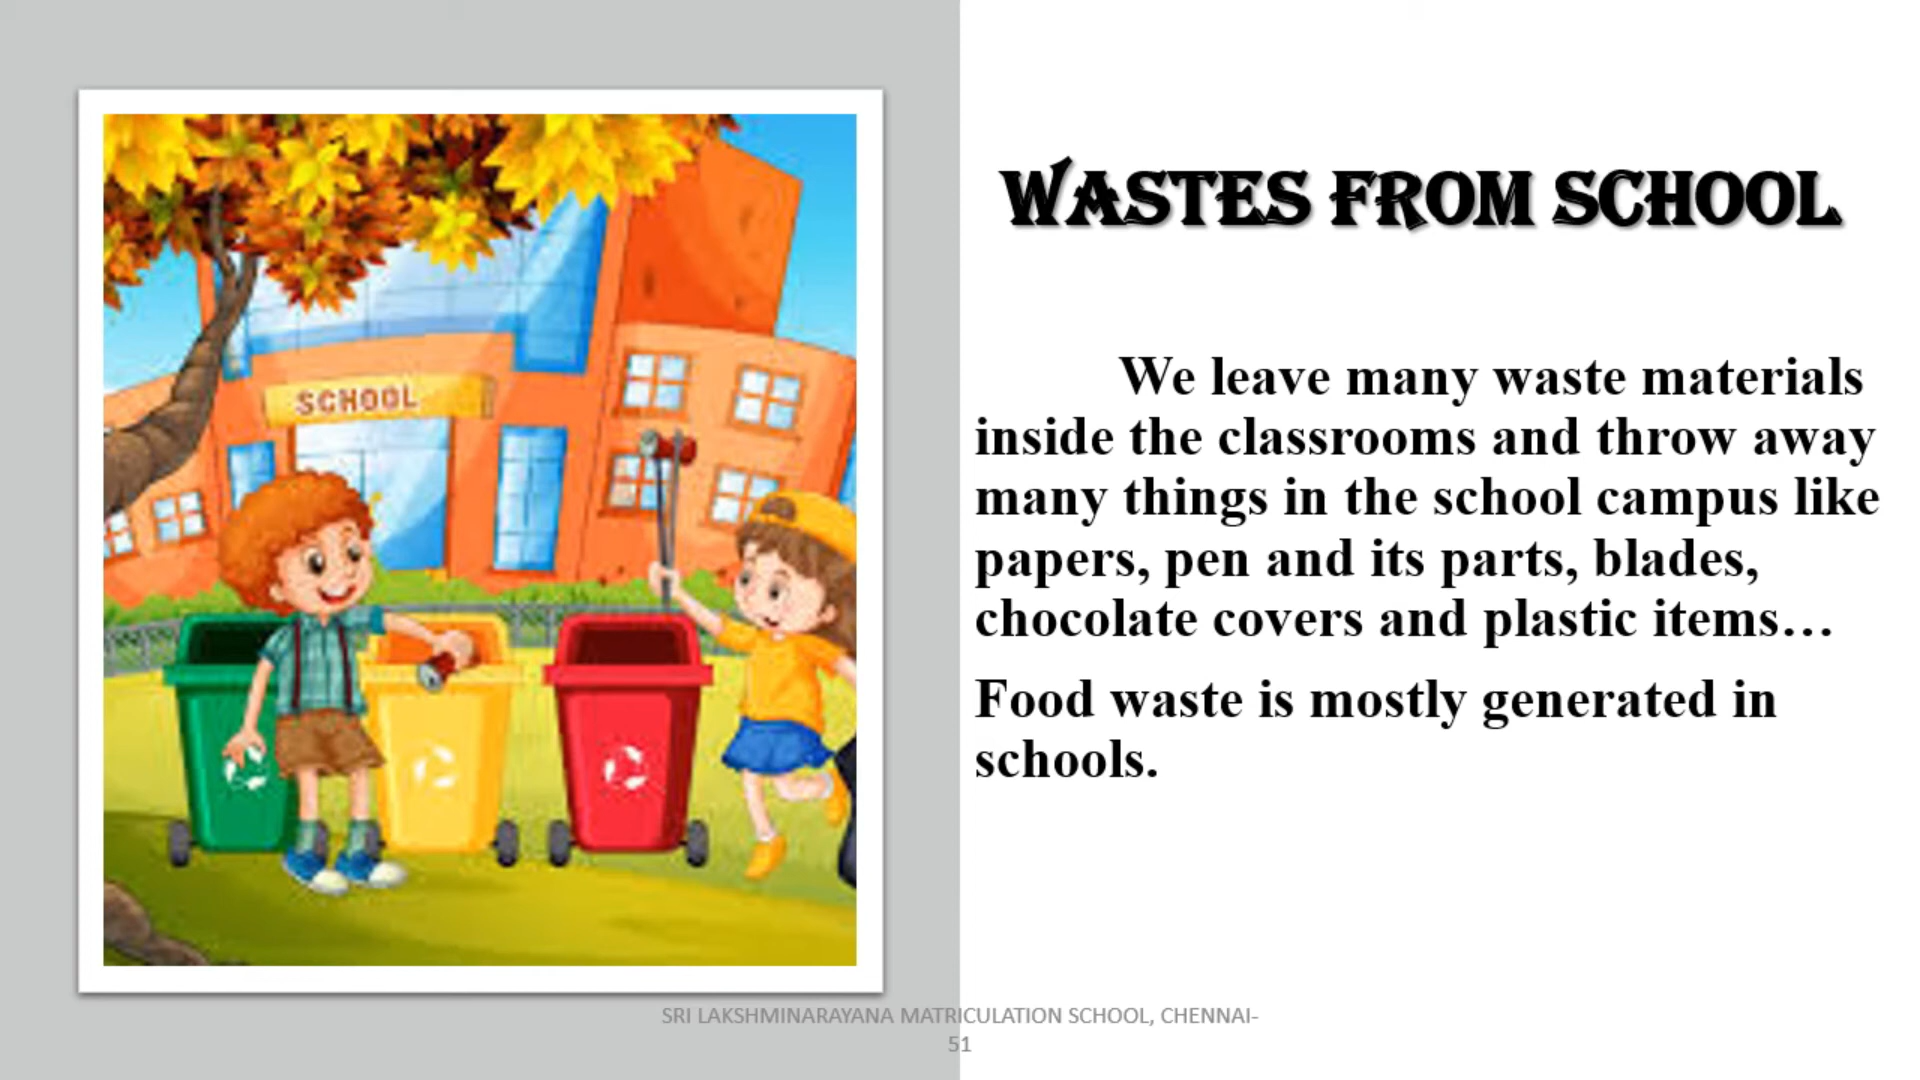 SCHOOL
WASTES FROM SCHOOL
We leave many waste materials
inside the classrooms and throw away
many things in the school campus like
papers, pen and its parts, blades,
chocolate covers and plastic items…
Food waste is mostly generated in
schools.
SRI LAKSHMINARAYANA MATRICULATION SCHOOL, CHENNAI-
51